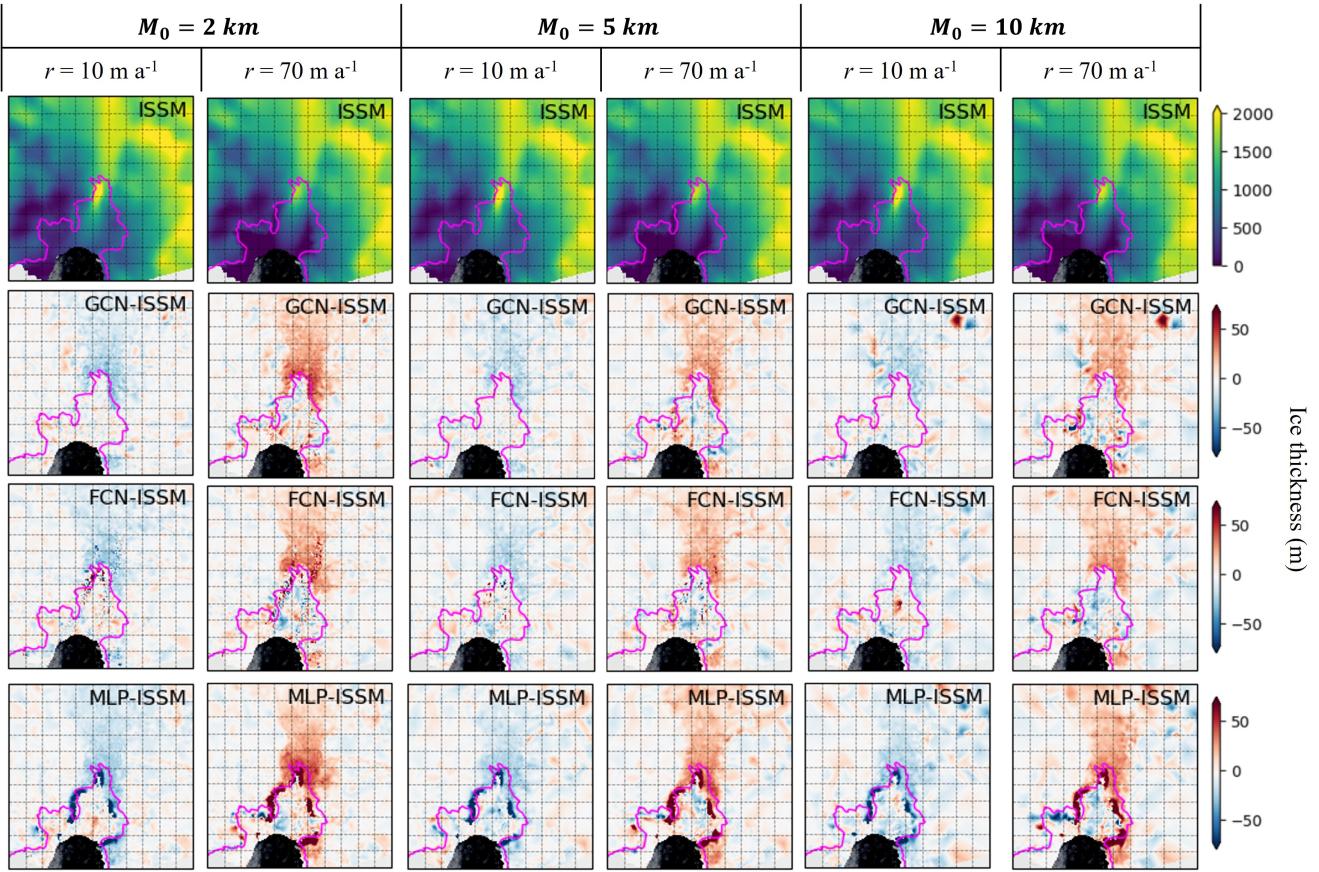 M₀ = 2 km M₀ = 5 km M₀ = 10 km
r = 10 m a⁻¹ r = 70 m a⁻¹ r = 10 m a⁻¹ r = 70 m a⁻¹ r = 10 m a⁻¹ r = 70 m a⁻¹
ISSM ISSM ISSM ISSM ISSM ISSM
2000
1500
1000
500
0
GCN-ISSM GCN-ISSM GCN-ISSM GCN-ISSM GCN-ISSM GCN-ISSM
50
0
−50
Ice thickness (m)
FCN-ISSM FCN-ISSM FCN-ISSM FCN-ISSM FCN-ISSM FCN-ISSM
50
0
−50
MLP-ISSM MLP-ISSM MLP-ISSM MLP-ISSM MLP-ISSM MLP-ISSM
50
0
−50